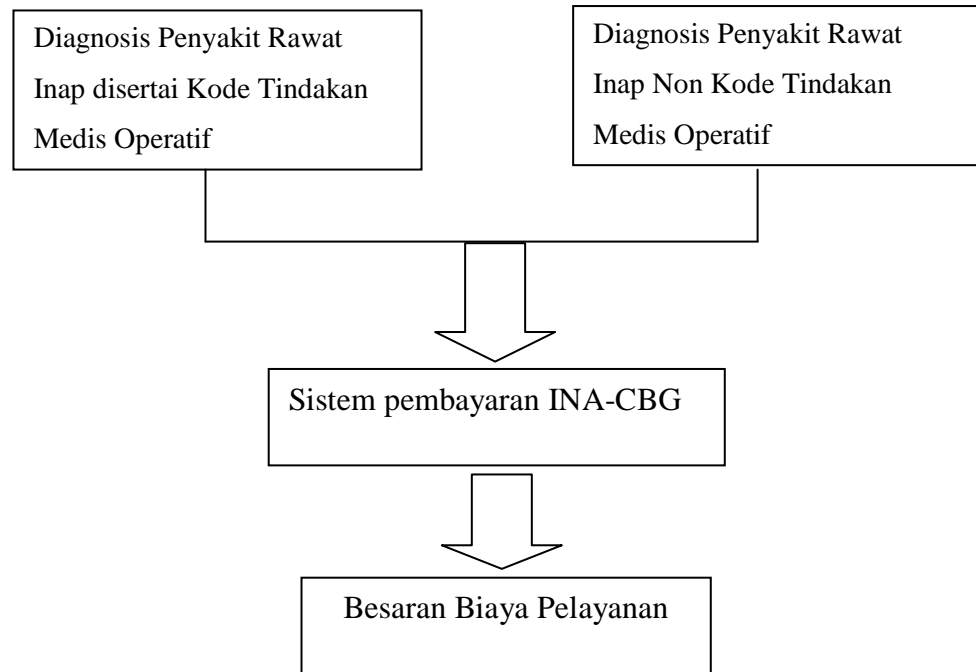 Diagnosis Penyakit Rawat
Inap disertai Kode Tindakan
Medis Operatif
Diagnosis Penyakit Rawat
Inap Non Kode Tindakan
Medis Operatif
Sistem pembayaran INA-CBG
Besaran Biaya Pelayanan